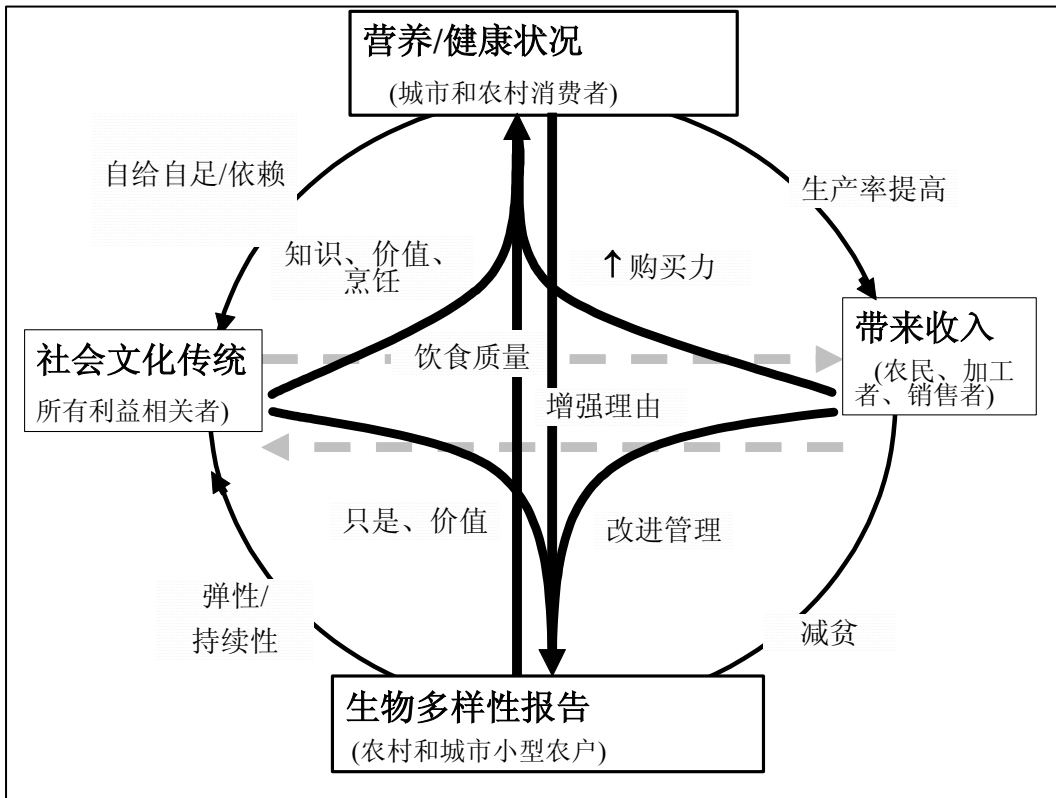 营养/健康状况
(城市和农村消费者)
自给自足/依赖
生产率提高
知识、价值、
烹饪
↑购买力
社会文化传统
所有利益相关者)
饮食质量
带来收入
(农民、加工
者、销售者)
增强理由
只是、价值
改进管理
弹性/
持续性
减贫
生物多样性报告
(农村和城市小型农户)